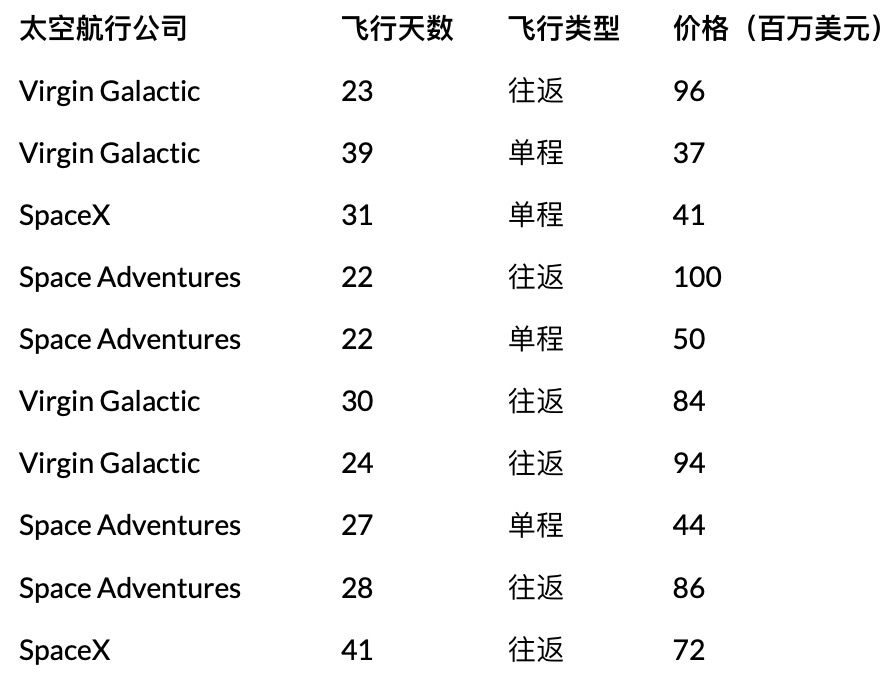 太空航行公司 飞行天数 飞行类型 价格（百万美元）
Virgin Galactic 23 往返 96
Virgin Galactic 39 单程 37
SpaceX 31 单程 41
Space Adventures 22 往返 100
Space Adventures 22 单程 50
Virgin Galactic 30 往返 84
Virgin Galactic 24 往返 94
Space Adventures 27 单程 44
Space Adventures 28 往返 86
SpaceX 41 往返 72